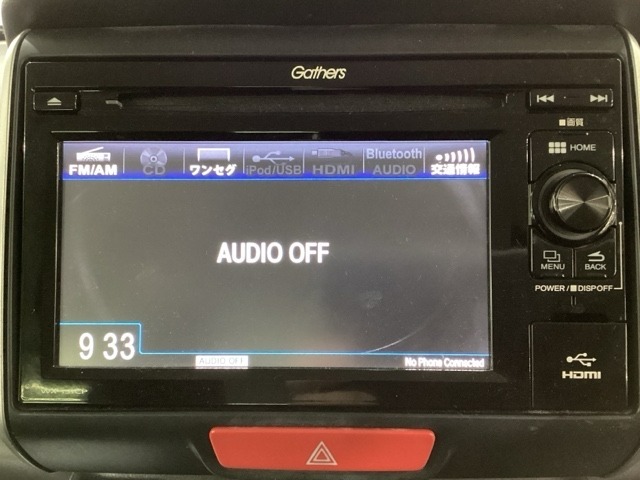 Gathers
画質
HOME
FM/AM CD ワンセグ iPod/USB HDMI Bluetooth AUDIO 交通情報
AUDIO OFF
MENU BACK
POWER/ DISP OFF
9 33
AUDIO OFF No Phone Connected
HDMI